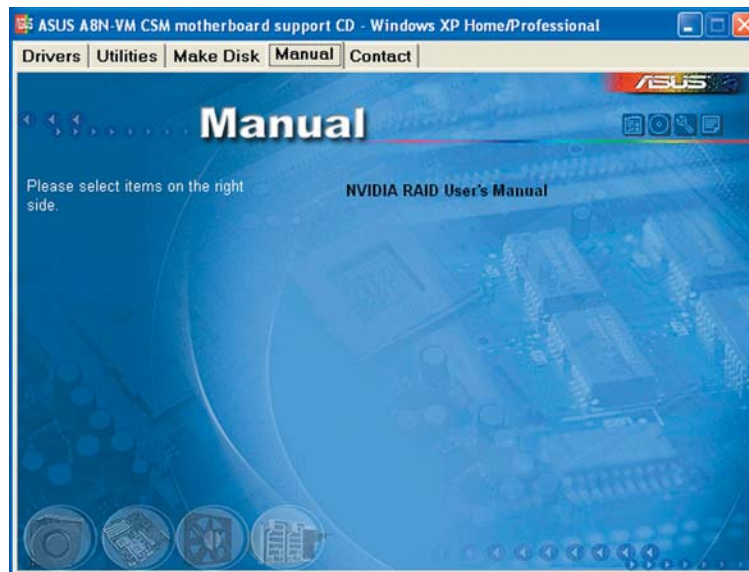 ASUS A8N-VM CSM motherboard support CD - Windows XP Home/Professional
Drivers Utilities Make Disk Manual Contact
ASUS
Manual
Please select items on the right
side.
NVIDIA RAID User's Manual